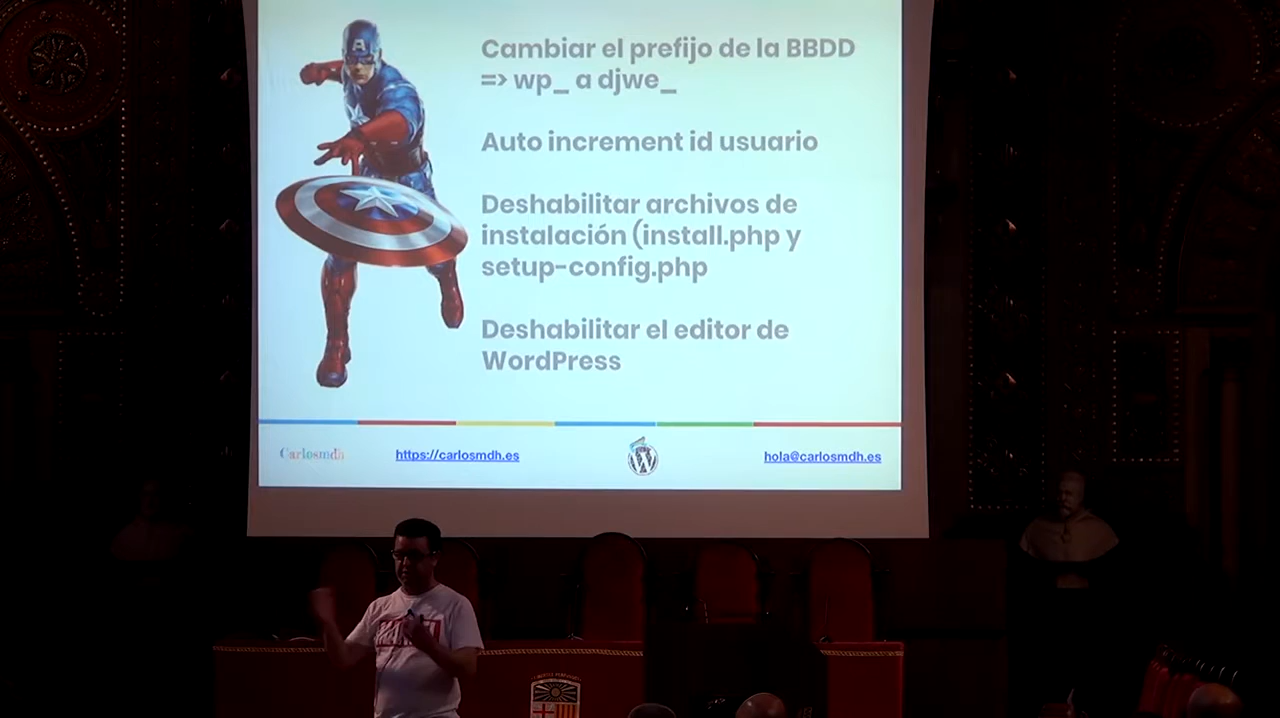 Cambiar el prefijo de la BBDD
=> wp_ a djwe_
Auto increment id usuario
Deshabilitar archivos de
instalación (install.php y
setup-config.php
Deshabilitar el editor de
WordPress
Carlosmdh
https://carlosmdh.es
hola@carlosmdh.es